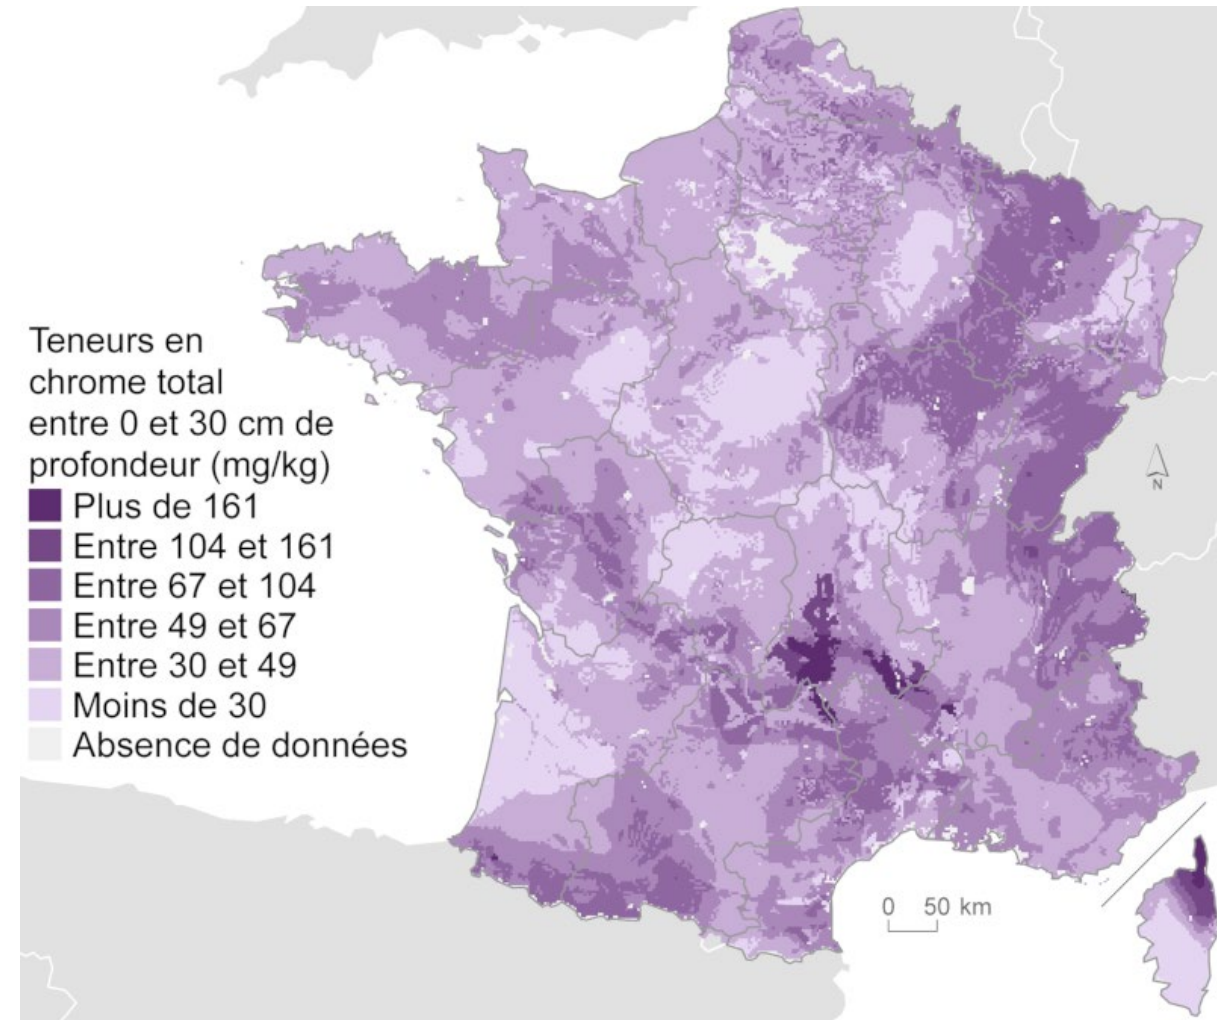 Teneurs en
chrome total
entre 0 et 30 cm de
profondeur (mg/kg)
Plus de 161
Entre 104 et 161
Entre 67 et 104
Entre 49 et 67
Entre 30 et 49
Moins de 30
Absence de données
N
0 50 km